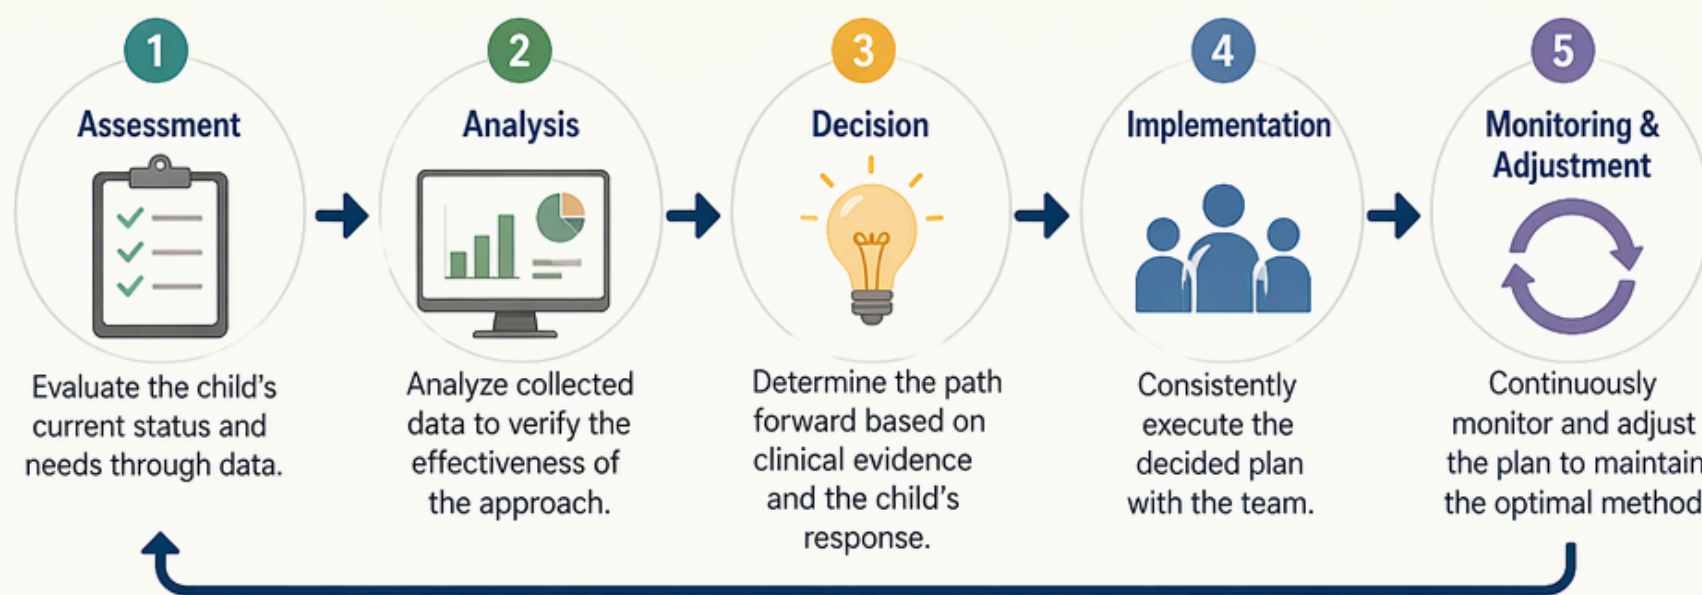 1
Assessment
Evaluate the child's
current status and
needs through data.
2
Analysis
Analyze collected
data to verify the
effectiveness of
the approach.
3
Decision
Determine the path
forward based on
clinical evidence
and the child's
response.
4
Implementation
Consistently
execute the
decided plan
with the team.
5
Monitoring &
Adjustment
Continuously
monitor and adjust
the plan to maintain
the optimal method